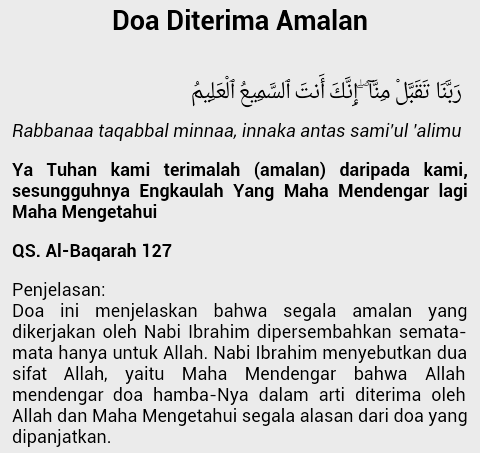 Doa Diterima Amalan
رَبَّنَا تَقَبَّلْ مِنَّآ ۖ إِنَّكَ أَنتَ ٱلسَّمِيعُ ٱلْعَلِيمُ
Rabbanaa taqabbal minnaa, innaka antas sami'ul 'alimu
Ya Tuhan kami terimalah (amalan) daripada kami,
sesungguhnya Engkaulah Yang Maha Mendengar lagi
Maha Mengetahui
QS. Al-Baqarah 127
Penjelasan:
Doa ini menjelaskan bahwa segala amalan yang
dikerjakan oleh Nabi Ibrahim dipersembahkan semata-
mata hanya untuk Allah. Nabi Ibrahim menyebutkan dua
sifat Allah, yaitu Maha Mendengar bahwa Allah
mendengar doa hamba-Nya dalam arti diterima oleh
Allah dan Maha Mengetahui segala alasan dari doa yang
dipanjatkan.